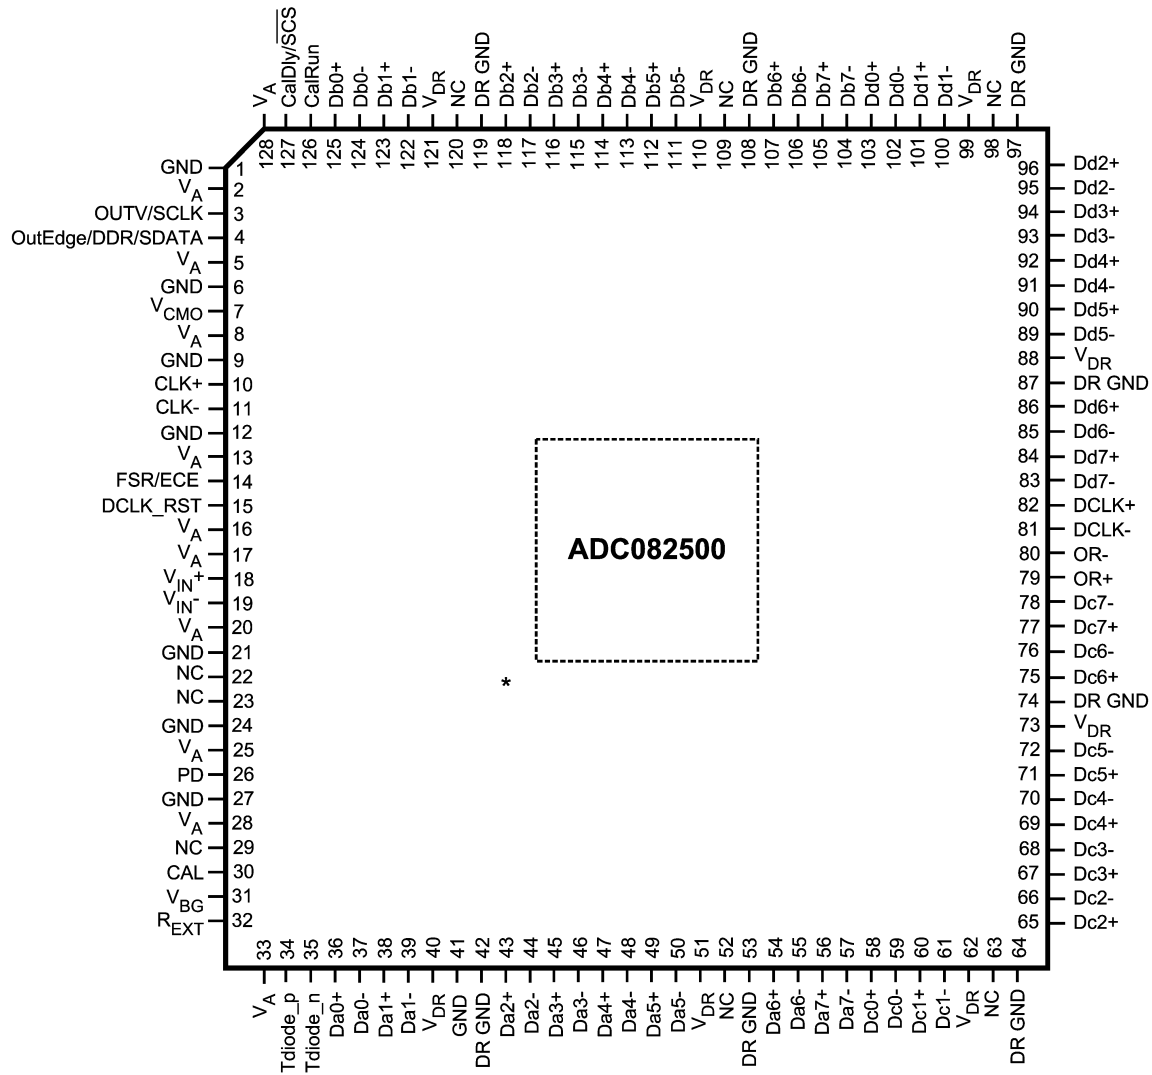 VA
CalDly/SCS
CalRun
Db0+
Db0-
Db1+
Db1-
VDR
NC
DR GND
Db2+
Db2-
Db3+
Db3-
Db4+
Db4-
Db5+
Db5-
VDR
NC
DR GND
Db6+
Db6-
Db7+
Db7-
Dd0+
Dd0-
Dd1+
Dd1-
VDR
NC
DR GND
128
127
126
125
124
123
122
121
120
119
118
117
116
115
114
113
112
111
110
109
108
107
106
105
104
103
102
101
100
99
98
97
GND 1
VA 2
OUTV/SCLK 3
OutEdge/DDR/SDATA 4
VA 5
GND 6
VCMO 7
VA 8
GND 9
CLK+ 10
CLK- 11
GND 12
VA 13
FSR/ECE 14
DCLK_RST 15
VA 16
VA 17
VIN+ 18
VIN- 19
VA 20
GND 21
NC 22
NC 23
GND 24
VA 25
PD 26
GND 27
VA 28
NC 29
CAL 30
VBG 31
REXT 32
ADC082500
*
96 Dd2+
95 Dd2-
94 Dd3+
93 Dd3-
92 Dd4+
91 Dd4-
90 Dd5+
89 Dd5-
88 VDR
87 DR GND
86 Dd6+
85 Dd6-
84 Dd7+
83 Dd7-
82 DCLK+
81 DCLK-
80 OR-
79 OR+
78 Dc7-
77 Dc7+
76 Dc6-
75 Dc6+
74 DR GND
73 VDR
72 Dc5-
71 Dc5+
70 Dc4-
69 Dc4+
68 Dc3-
67 Dc3+
66 Dc2-
65 Dc2+
33
34
35
36
37
38
39
40
41
42
43
44
45
46
47
48
49
50
51
52
53
54
55
56
57
58
59
60
61
62
63
64
VA
Tdiode_p
Tdiode_n
Da0+
Da0-
Da1+
Da1-
VDR
GND
DR GND
Da2+
Da2-
Da3+
Da3-
Da4+
Da4-
Da5+
Da5-
VDR
NC
DR GND
Da6+
Da6-
Da7+
Da7-
Dc0+
Dc0-
Dc1+
Dc1-
VDR
NC
DR GND